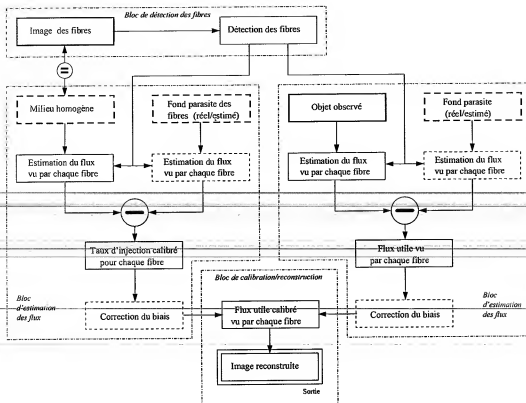 Bloc de détection des fibres
Image des fibres
Détection des fibres
=
Milieu homogène
Fond parasite des
fibres (réel/estimé)
Objet observé
Fond parasite
(réel/estimé)
Estimation du flux
vu par chaque fibre
Estimation du flux
vu par chaque fibre
Estimation du flux
vu par chaque fibre
Estimation du flux
vu par chaque fibre
Taux d'injection calibré
pour chaque fibre
Flux utile vu
par chaque fibre
Bloc de calibration/reconstruction
Bloc
d'estimation
des flux
Correction du biais
Flux utile calibré
vu par chaque fibre
Correction du biais
Bloc
d'estimation
des flux
Image reconstruite
Sortie